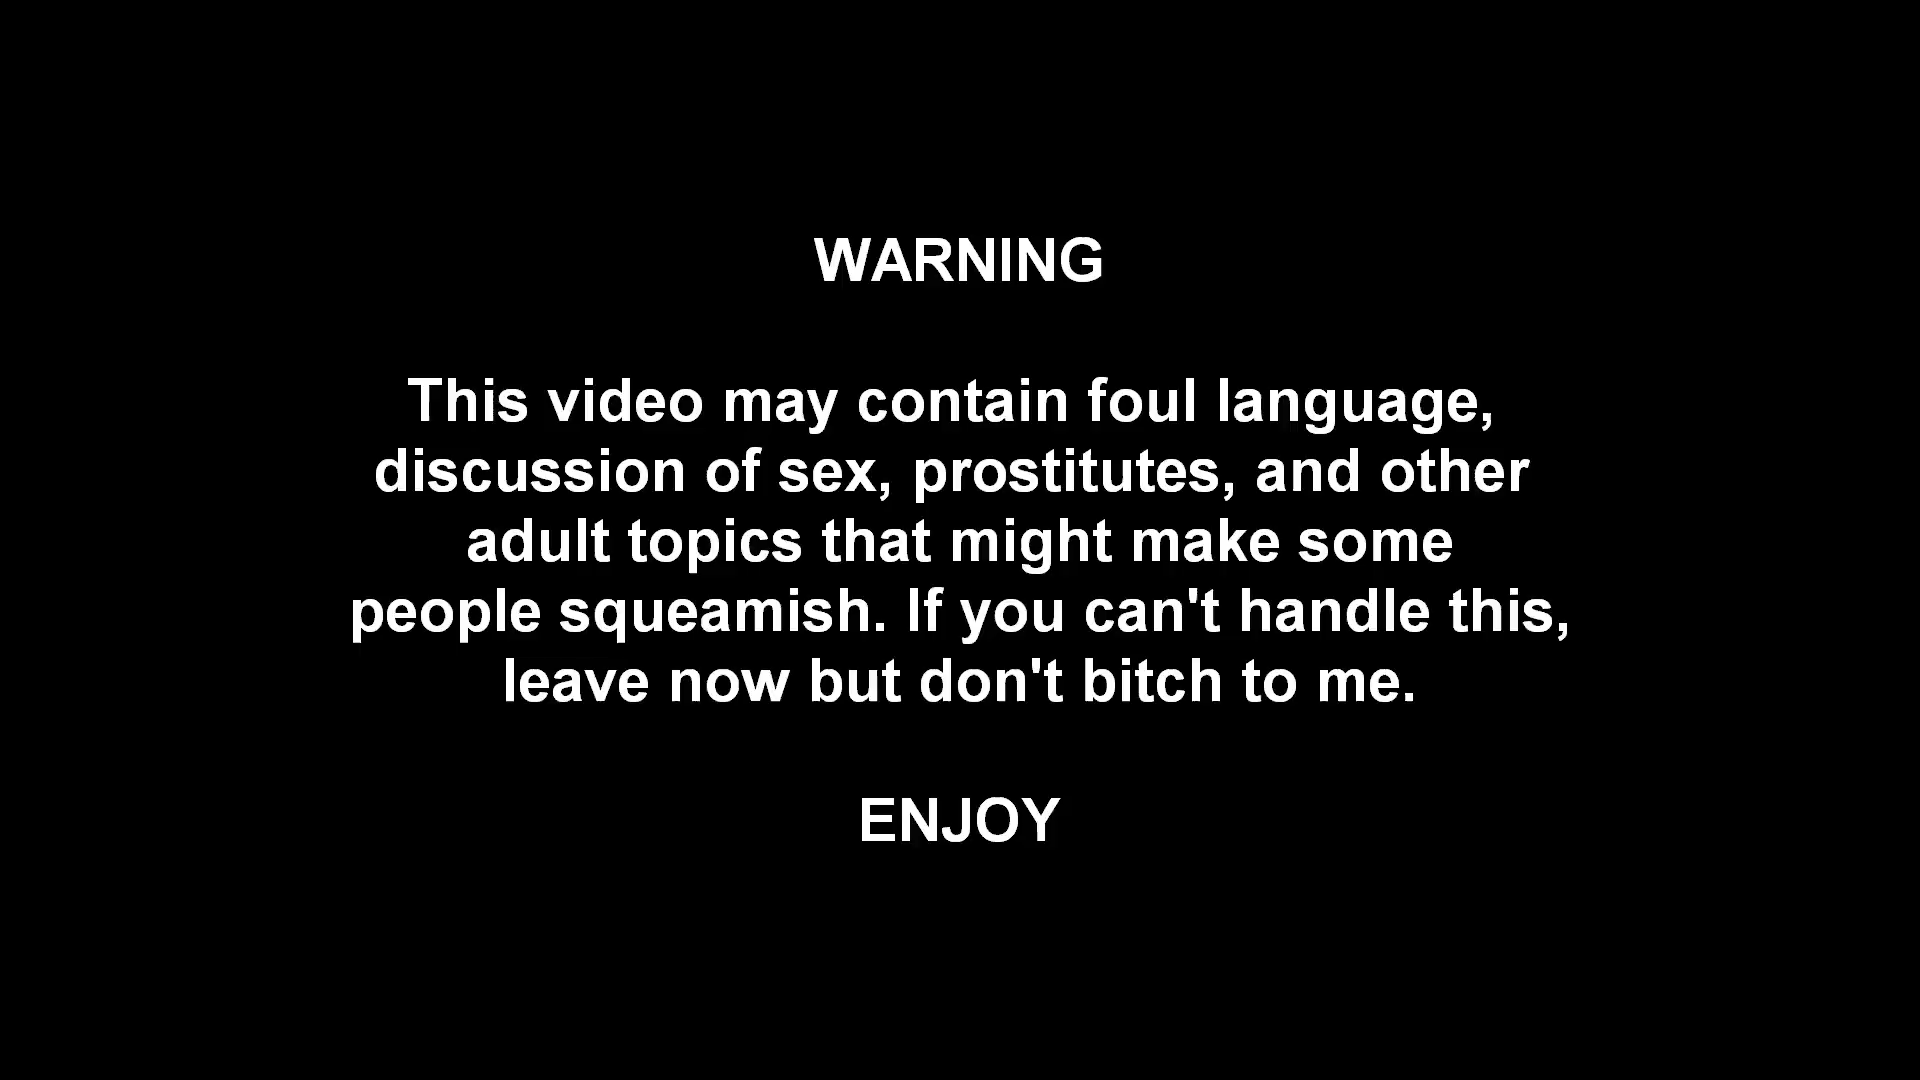 WARNING
This video may contain foul language,
discussion of sex, prostitutes, and other
adult topics that might make some
people squeamish. If you can't handle this,
leave now but don't bitch to me.
ENJOY